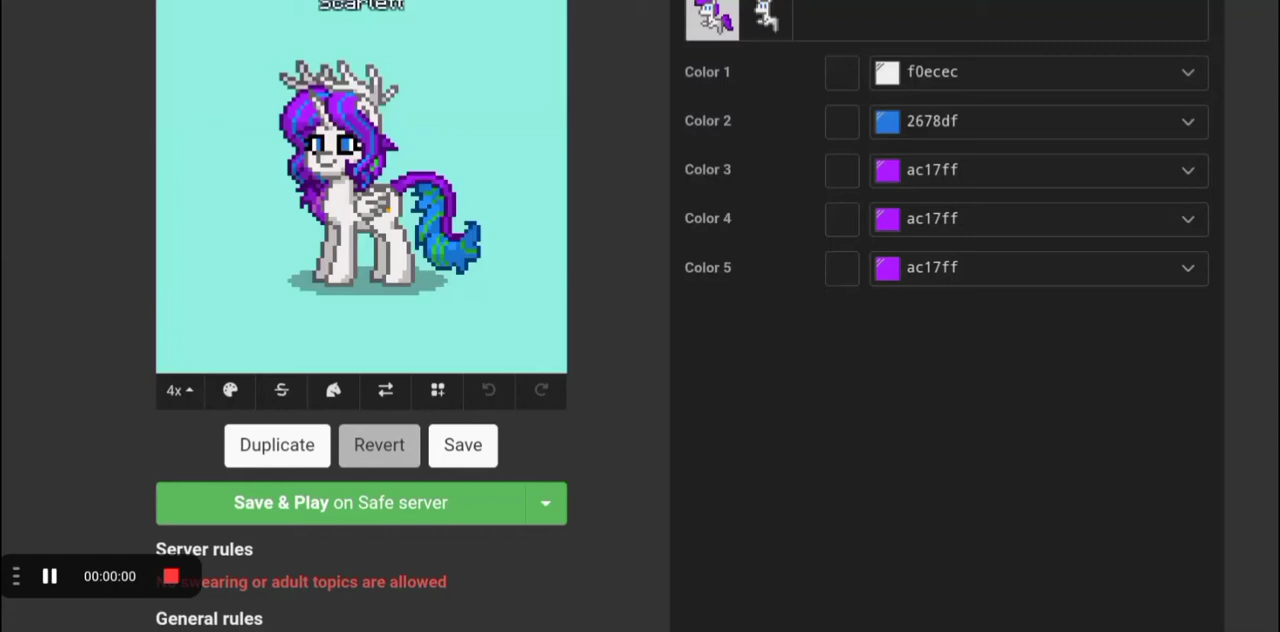 Scarlett
Color 1
f0ecec
Color 2
2678df
Color 3
ac17ff
Color 4
ac17ff
Color 5
ac17ff
4x
Duplicate
Revert
Save
Save & Play on Safe server
Server rules
00:00:00
swearing or adult topics are allowed
General rules